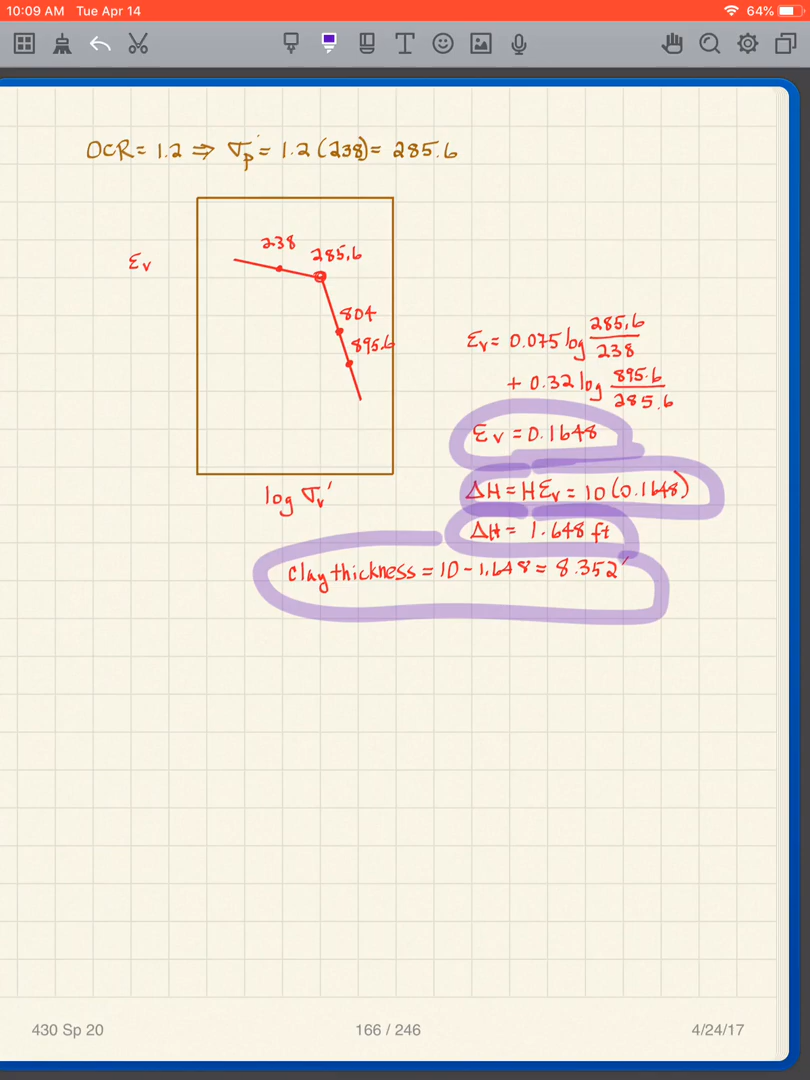 10:09 AM Tue Apr 14 64%
OCR = 1.2 ⇒ σp' = 1.2 (238) = 285.6
238
285.6
εv
804
895.6
log σv'
εv = 0.075 log 285.6/238
+ 0.32 log 895.6/285.6
εv = 0.1648
ΔH = Hεv = 10 (0.1648)
ΔH = 1.648 ft
Clay thickness = 10 - 1.648 = 8.352'
430 Sp 20 166 / 246 4/24/17